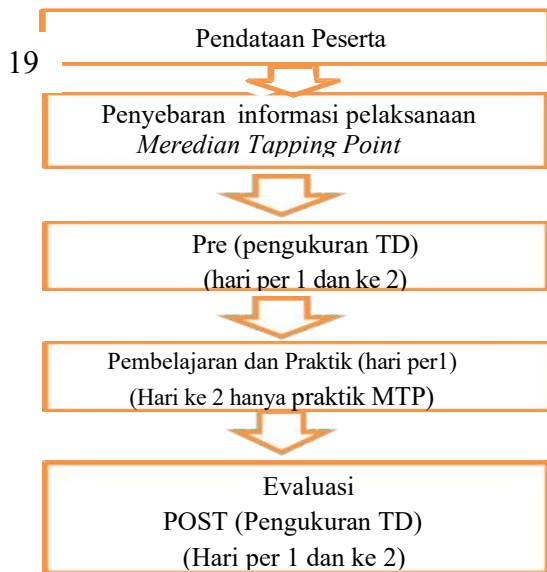 Pendataan Peserta
19
Penyebaran informasi pelaksanaan
Meredian Tapping Point
Pre (pengukuran TD)
(hari per 1 dan ke 2)
Pembelajaran dan Praktik (hari per1)
(Hari ke 2 hanya praktik MTP)
Evaluasi
POST (Pengukuran TD)
(Hari per 1 dan ke 2)